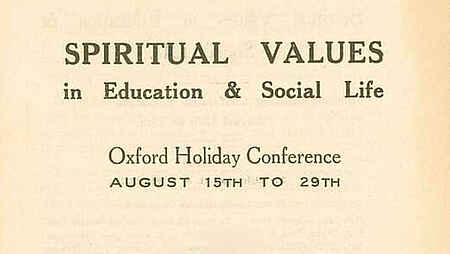 SPIRITUAL VALUES
in Education & Social Life
Oxford Holiday Conference
AUGUST 15TH TO 29TH